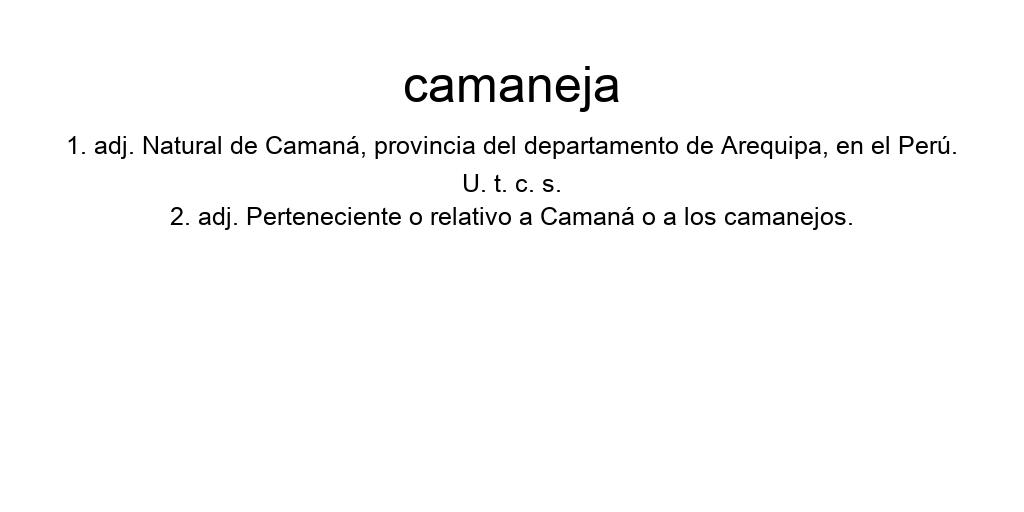 camaneja
1. adj. Natural de Camaná, provincia del departamento de Arequipa, en el Perú.
U. t. c. s.
2. adj. Perteneciente o relativo a Camaná o a los camanejos.